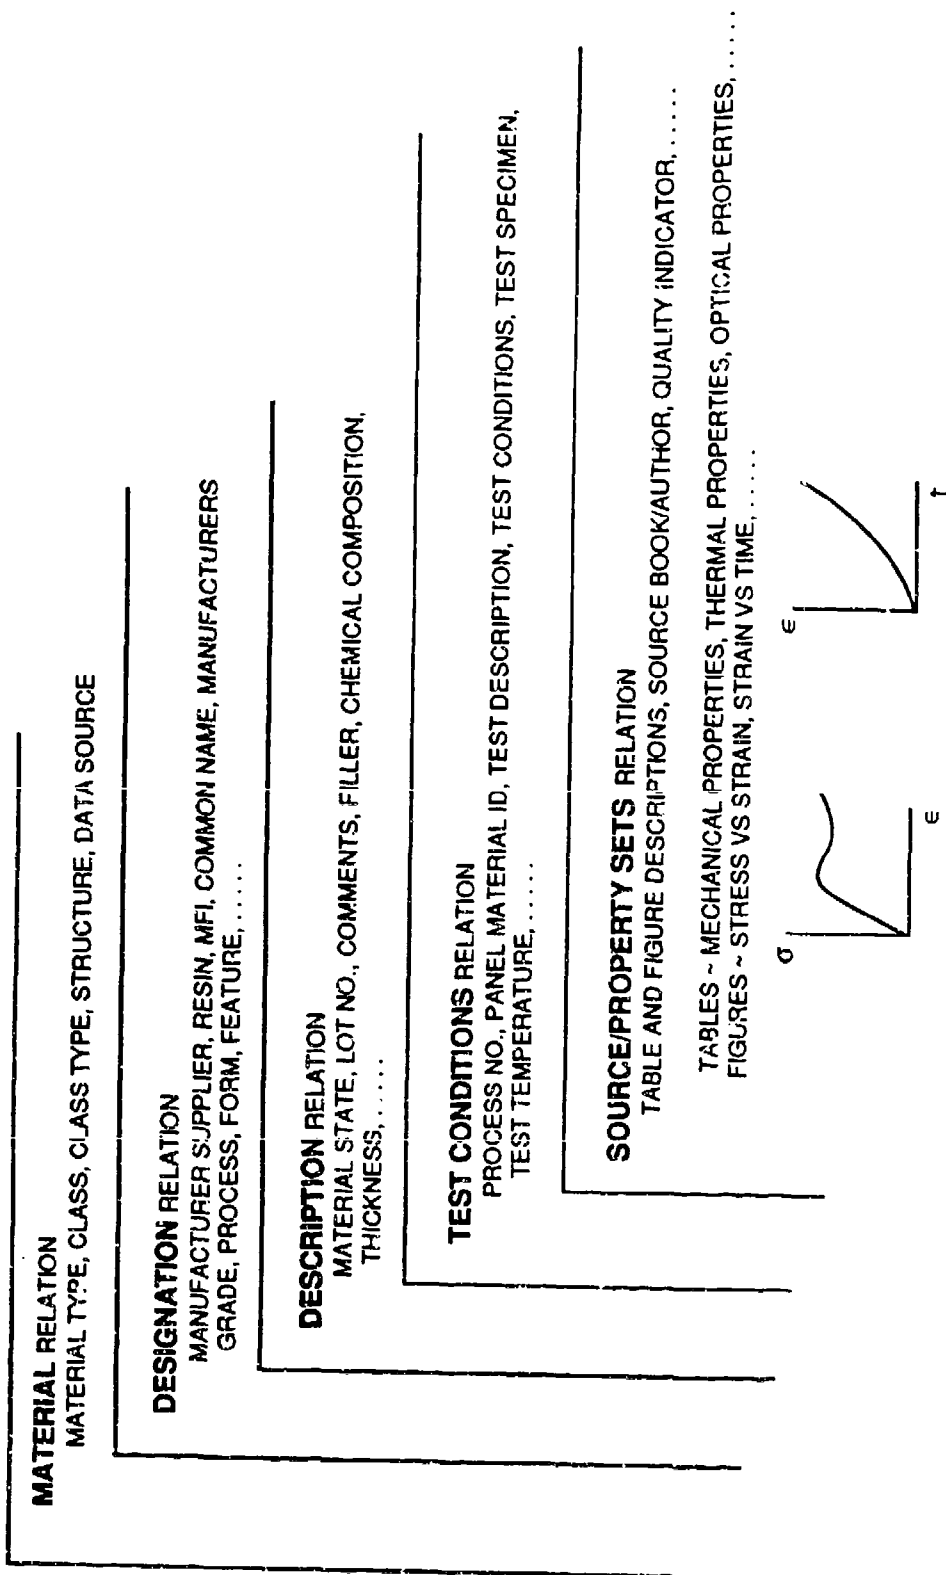 MATERIAL RELATION
MATERIAL TYPE, CLASS, CLASS TYPE, STRUCTURE, DATA SOURCE
DESIGNATION RELATION
MANUFACTURER SUPPLIER, RESIN, MFI, COMMON NAME, MANUFACTURERS
GRADE, PROCESS, FORM, FEATURE, .....
DESCRIPTION RELATION
MATERIAL STATE, LOT NO., COMMENTS, FILLER, CHEMICAL COMPOSITION,
THICKNESS, .....
TEST CONDITIONS RELATION
PROCESS NO., PANEL MATERIAL ID, TEST DESCRIPTION, TEST CONDITIONS, TEST SPECIMEN,
TEST TEMPERATURE, .....
SOURCE/PROPERTY SETS RELATION
TABLE AND FIGURE DESCRIPTIONS, SOURCE BOOK/AUTHOR, QUALITY INDICATOR, .....
TABLES ~ MECHANICAL PROPERTIES, THERMAL PROPERTIES, OPTICAL PROPERTIES, .....
FIGURES ~ STRESS VS STRAIN, STRAIN VS TIME, .....
σ
ϵ
ϵ
t